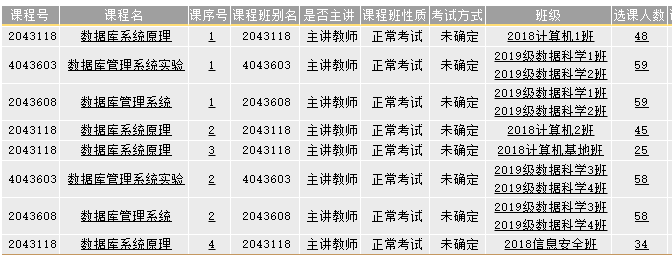 课程号 课程名 课序号 课程班别名 是否主讲 课程班性质 考试方式 班级 选课人数
2043118 数据库系统原理 1 2043118 主讲教师 正常考试 未确定 2018计算机1班 48
4043603 数据库管理系统实验 1 4043603 主讲教师 正常考试 未确定 2019级数据科学1班 59
2019级数据科学2班
2043608 数据库管理系统 1 2043608 主讲教师 正常考试 未确定 2019级数据科学1班 59
2019级数据科学2班
2043118 数据库系统原理 2 2043118 主讲教师 正常考试 未确定 2018计算机2班 45
2043118 数据库系统原理 3 2043118 主讲教师 正常考试 未确定 2018计算机基地班 25
4043603 数据库管理系统实验 2 4043603 主讲教师 正常考试 未确定 2019级数据科学3班 58
2019级数据科学4班
2043608 数据库管理系统 2 2043608 主讲教师 正常考试 未确定 2019级数据科学3班 58
2019级数据科学4班
2043118 数据库系统原理 4 2043118 主讲教师 正常考试 未确定 2018信息安全班 34